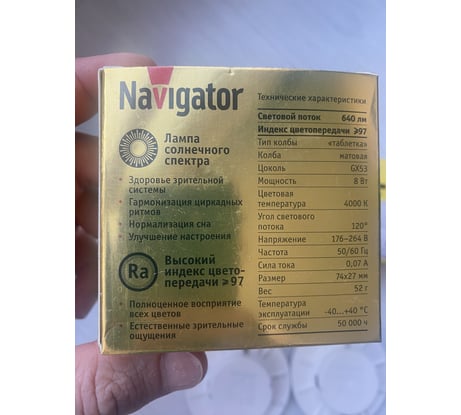 Navigator
Лампа
солнечного
спектра
• Здоровье зрительной
системы
• Гармонизация циркадных
ритмов
• Нормализация сна
• Улучшение настроения
Ra
Высокий
индекс цвето-
передачи ⩾97
• Полноценное восприятие
всех цветов
• Естественные зрительные
ощущения
Технические характеристики
Световой поток 640 лм
Индекс цветопередачи ⩾97
Тип колбы «таблетка»
Колба матовая
Цоколь GX53
Мощность 8 Вт
Цветовая
температура 4000 К
Угол светового
потока 120°
Напряжение 176–264 В
Частота 50/60 Гц
Сила тока 0,07 А
Размер 74x27 мм
Вес 52 г
Температура
эксплуатации -40...+40 °C
Срок службы 50 000 ч